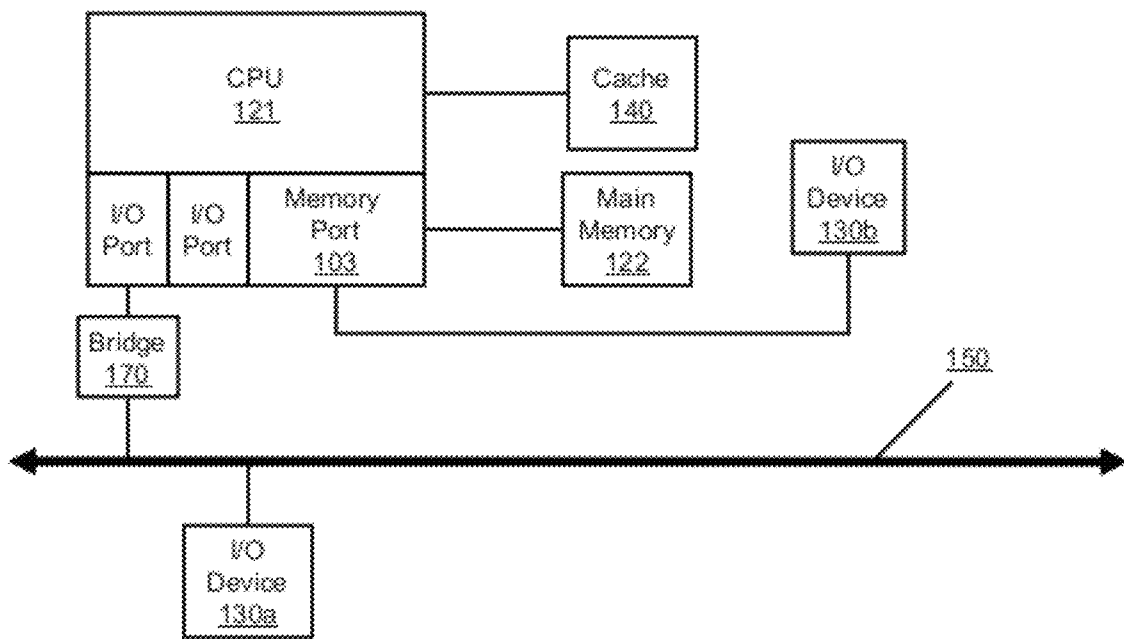 CPU
121
Cache
140
I/O
Port
I/O
Port
Memory
Port
103
Main
Memory
122
I/O
Device
130b
Bridge
170
150
I/O
Device
130a